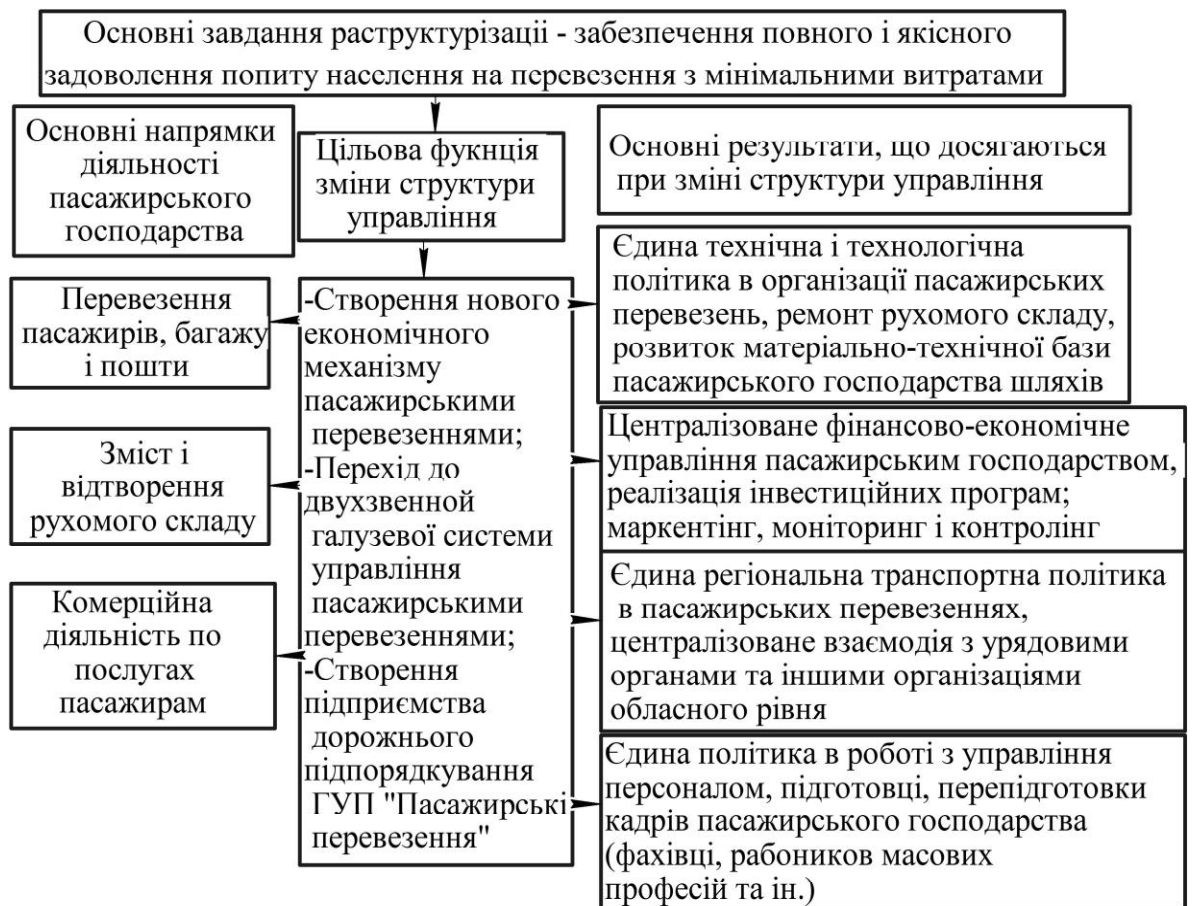 Основні завдання раструктурізаціі - забезпечення повного і якісного
задоволення попиту населення на перевезення з мінімальними витратами
Основні напрямки
діяльності
пасажирського
господарства
Цільова фукнція
зміни структури
управління
Основні результати, що досягаються
при зміні структури управління
Перевезення
пасажирів, багажу
і пошти
Зміст і
відтворення
рухомого складу
Комерційна
діяльність по
послугах
пасажирам
-Створення нового
економічного
механізму
пасажирськими
перевезеннями;
-Перехід до
двухзвенной
галузевої системи
управління
пасажирськими
перевезеннями;
-Створення
підприємства
дорожнього
підпорядкування
ГУП "Пасажирські
перевезення"
Єдина технічна і технологічна
політика в організації пасажирських
перевезень, ремонт рухомого складу,
розвиток матеріально-технічної бази
пасажирського господарства шляхів
Централізоване фінансово-економічне
управління пасажирським господарством,
реалізація інвестиційних програм;
маркентінг, моніторинг і контролінг
Єдина регіональна транспортна політика
в пасажирських перевезеннях,
централізоване взаємодія з урядовими
органами та іншими організаціями
обласного рівня
Єдина політика в роботі з управління
персоналом, підготовці, перепідготовки
кадрів пасажирського господарства
(фахівці, рабоников масових
професій та ін.)